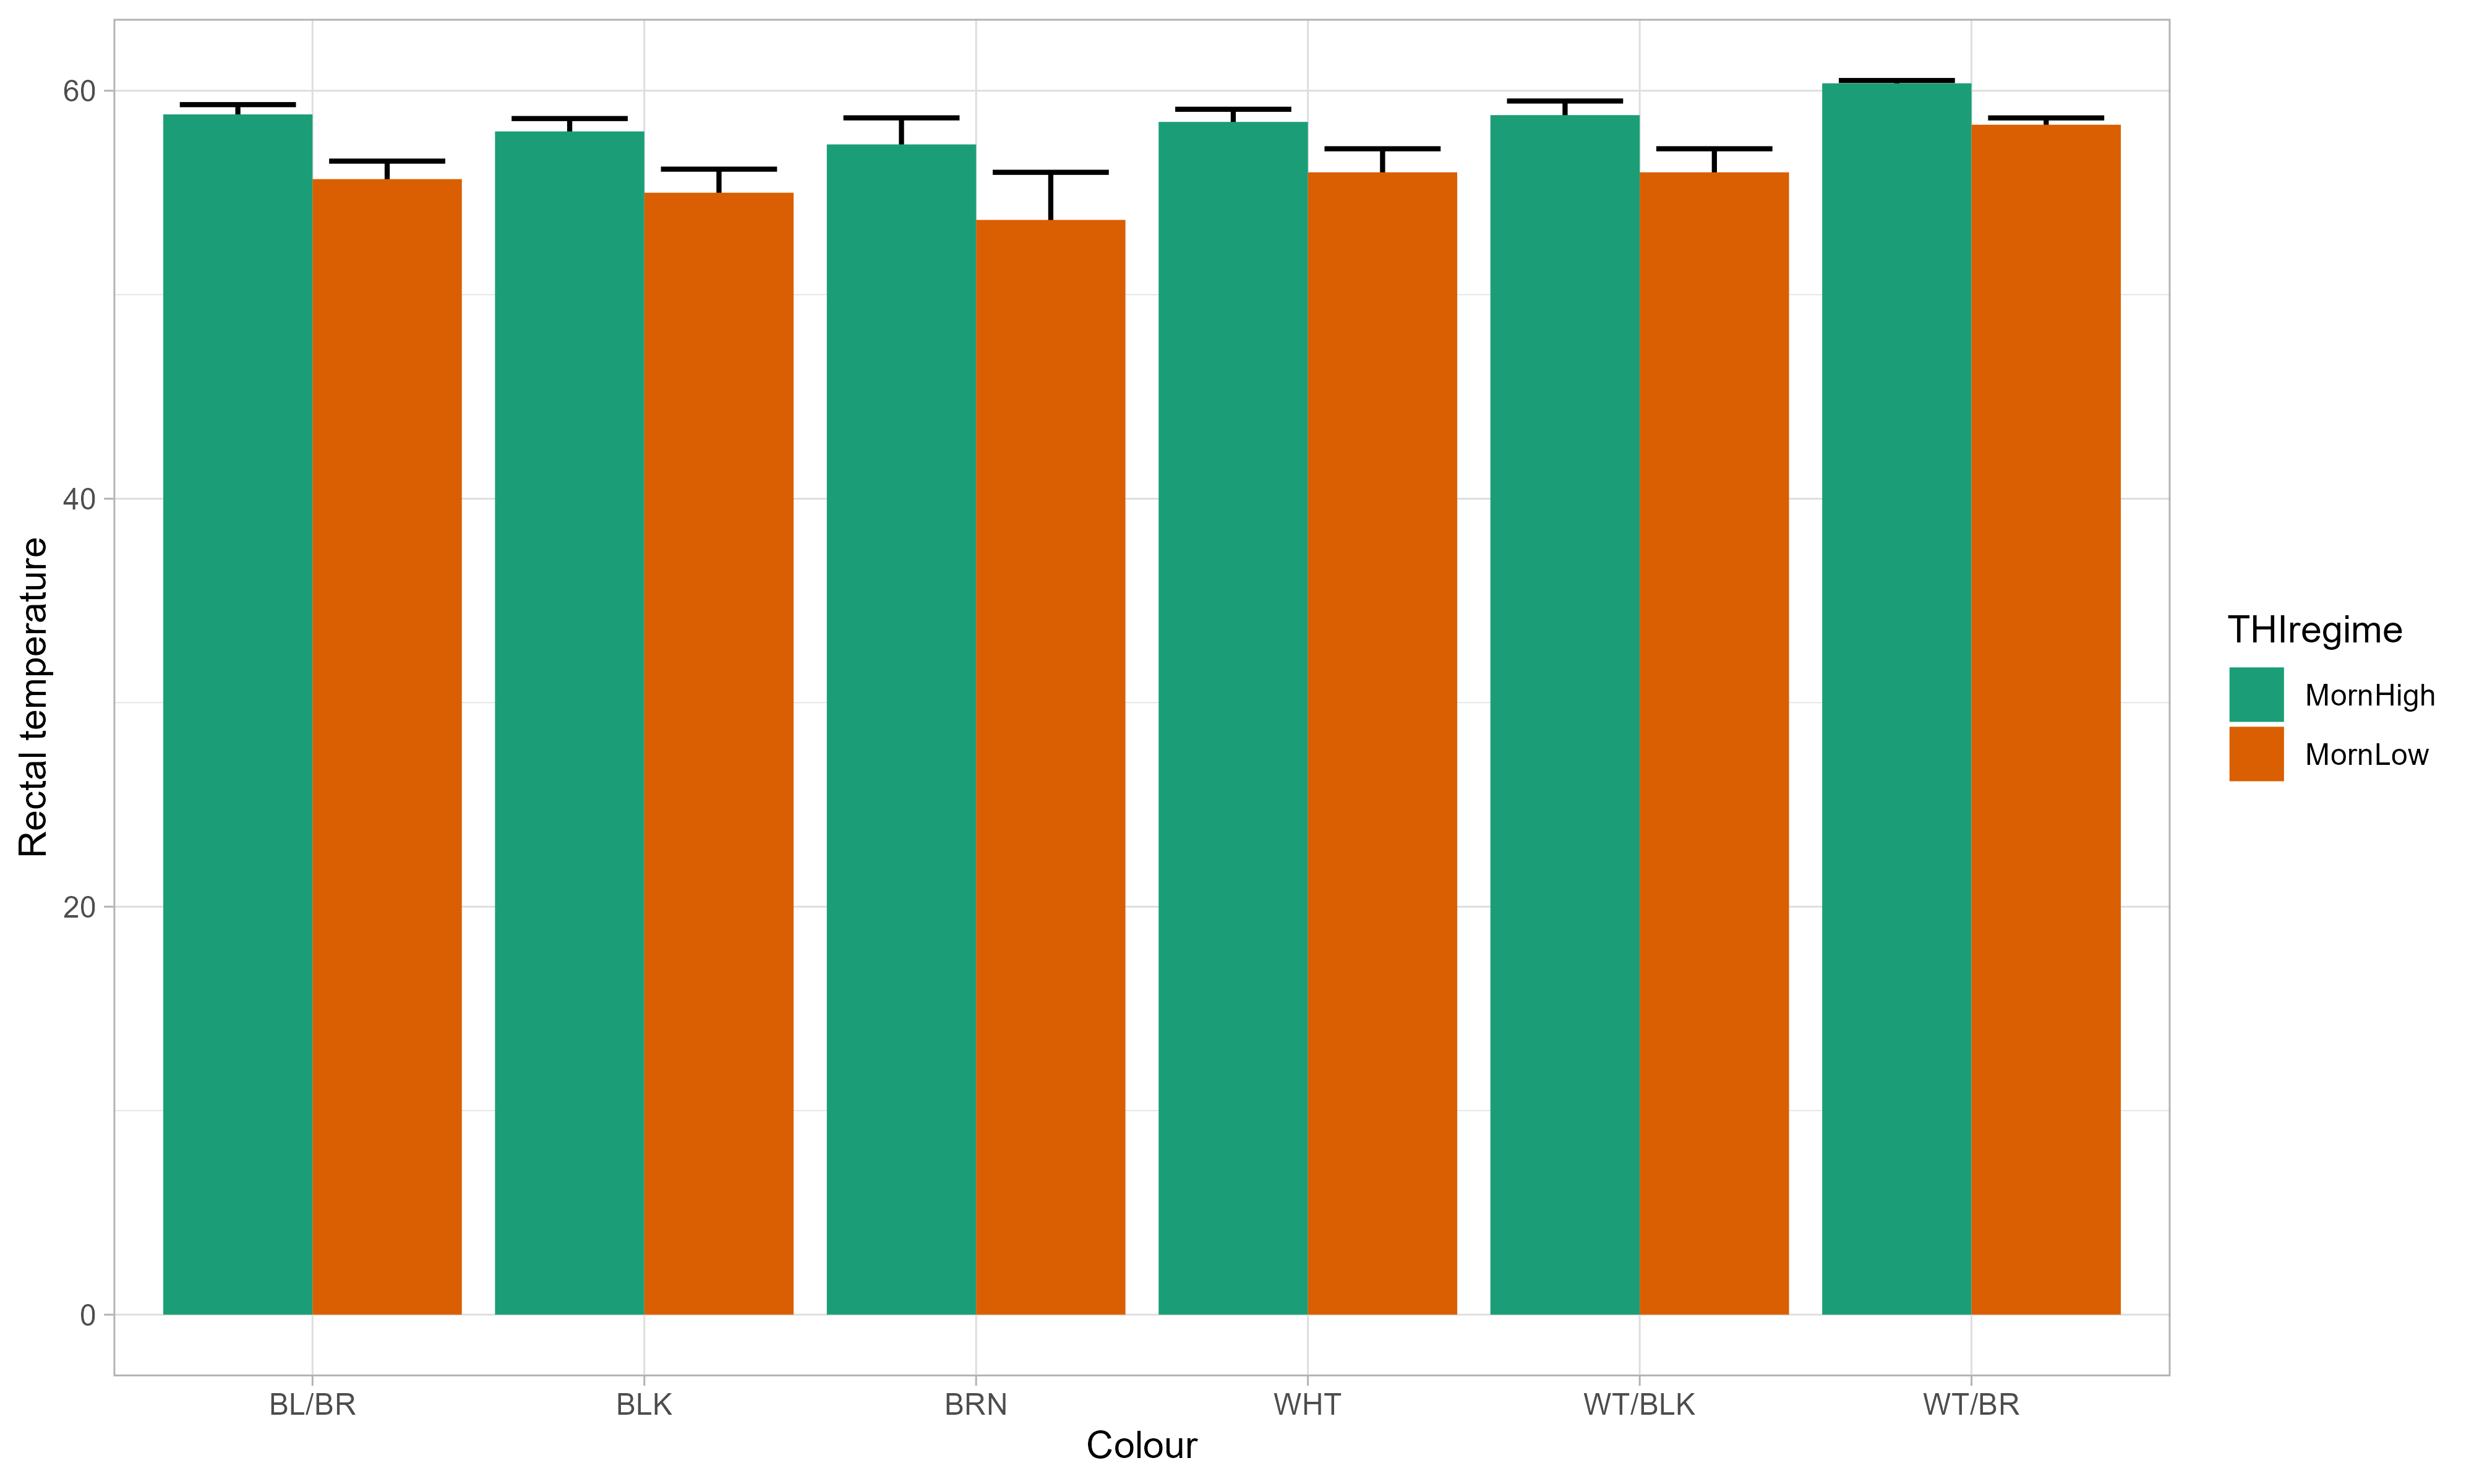 60
40
20
0
Rectal temperature
BL/BR
BLK
BRN
WHT
WT/BLK
WT/BR
Colour
THIregime
MornHigh
MornLow